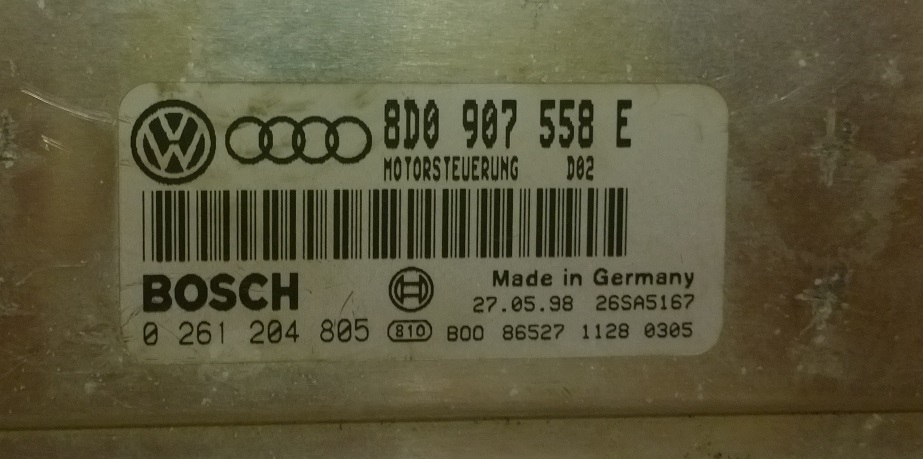 8D0 907 558 E
MOTORSTEUERUNG D02
BOSCH
Made in Germany
27.05.98 26SA5167
0 261 204 805 810 B00 86527 1128 0305